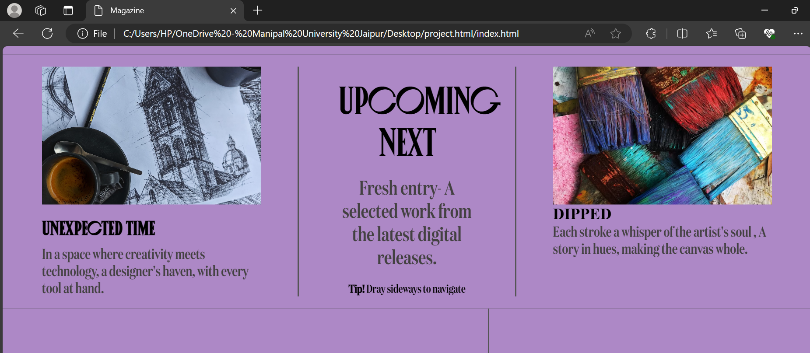 Magazine
File
C:/Users/HP/OneDrive%20-%20Manipal%20University%20Jaipur/Desktop/project.html/index.html
UNEXPECTED TIME
In a space where creativity meets
technology, a designer's haven, with every
tool at hand.
UPCOMING
NEXT
Fresh entry- A
selected work from
the latest digital
releases.
Tip! Dray sideways to navigate
DIPPED
Each stroke a whisper of the artist's soul , A
story in hues, making the canvas whole.